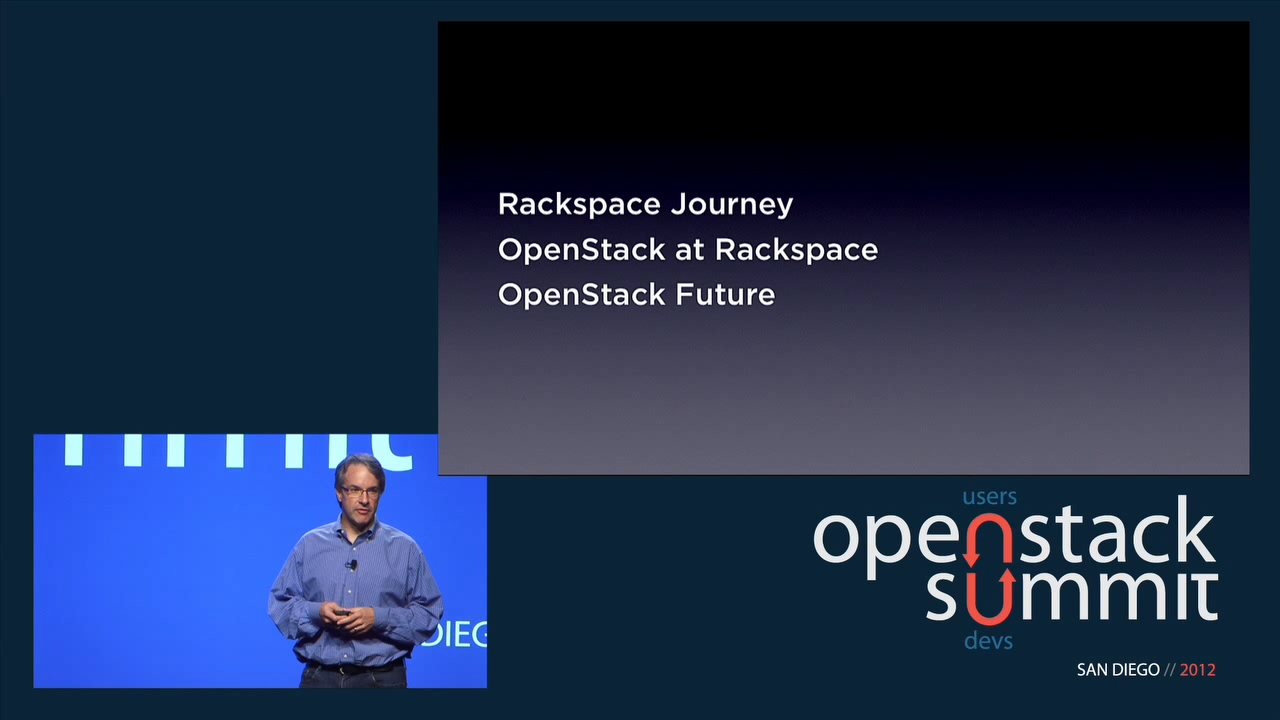 Rackspace Journey
OpenStack at Rackspace
OpenStack Future
users
openstack
summit
devs
SAN DIEGO // 2012